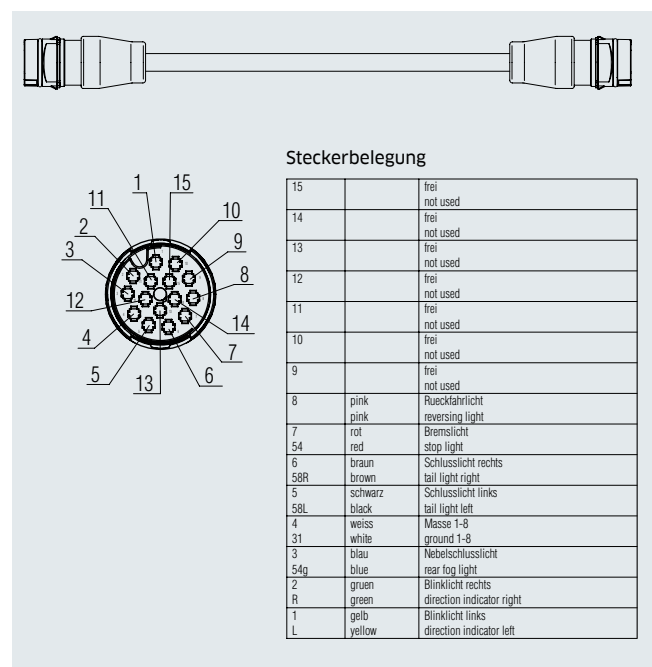 Steckerbelegung
1
15
11
10
2
9
3
8
12
14
4
7
5
13
6
15 frei
not used
14 frei
not used
13 frei
not used
12 frei
not used
11 frei
not used
10 frei
not used
9 frei
not used
8 pink Rueckfahrlicht
pink reversing light
7 rot Bremslicht
54 red stop light
6 braun Schlusslicht rechts
58R brown tail light right
5 schwarz Schlusslicht links
58L black tail light left
4 weiss Masse 1-8
31 white ground 1-8
3 blau Nebelschlusslicht
54g blue rear fog light
2 gruen Blinklicht rechts
R green direction indicator right
1 gelb Blinklicht links
L yellow direction indicator left